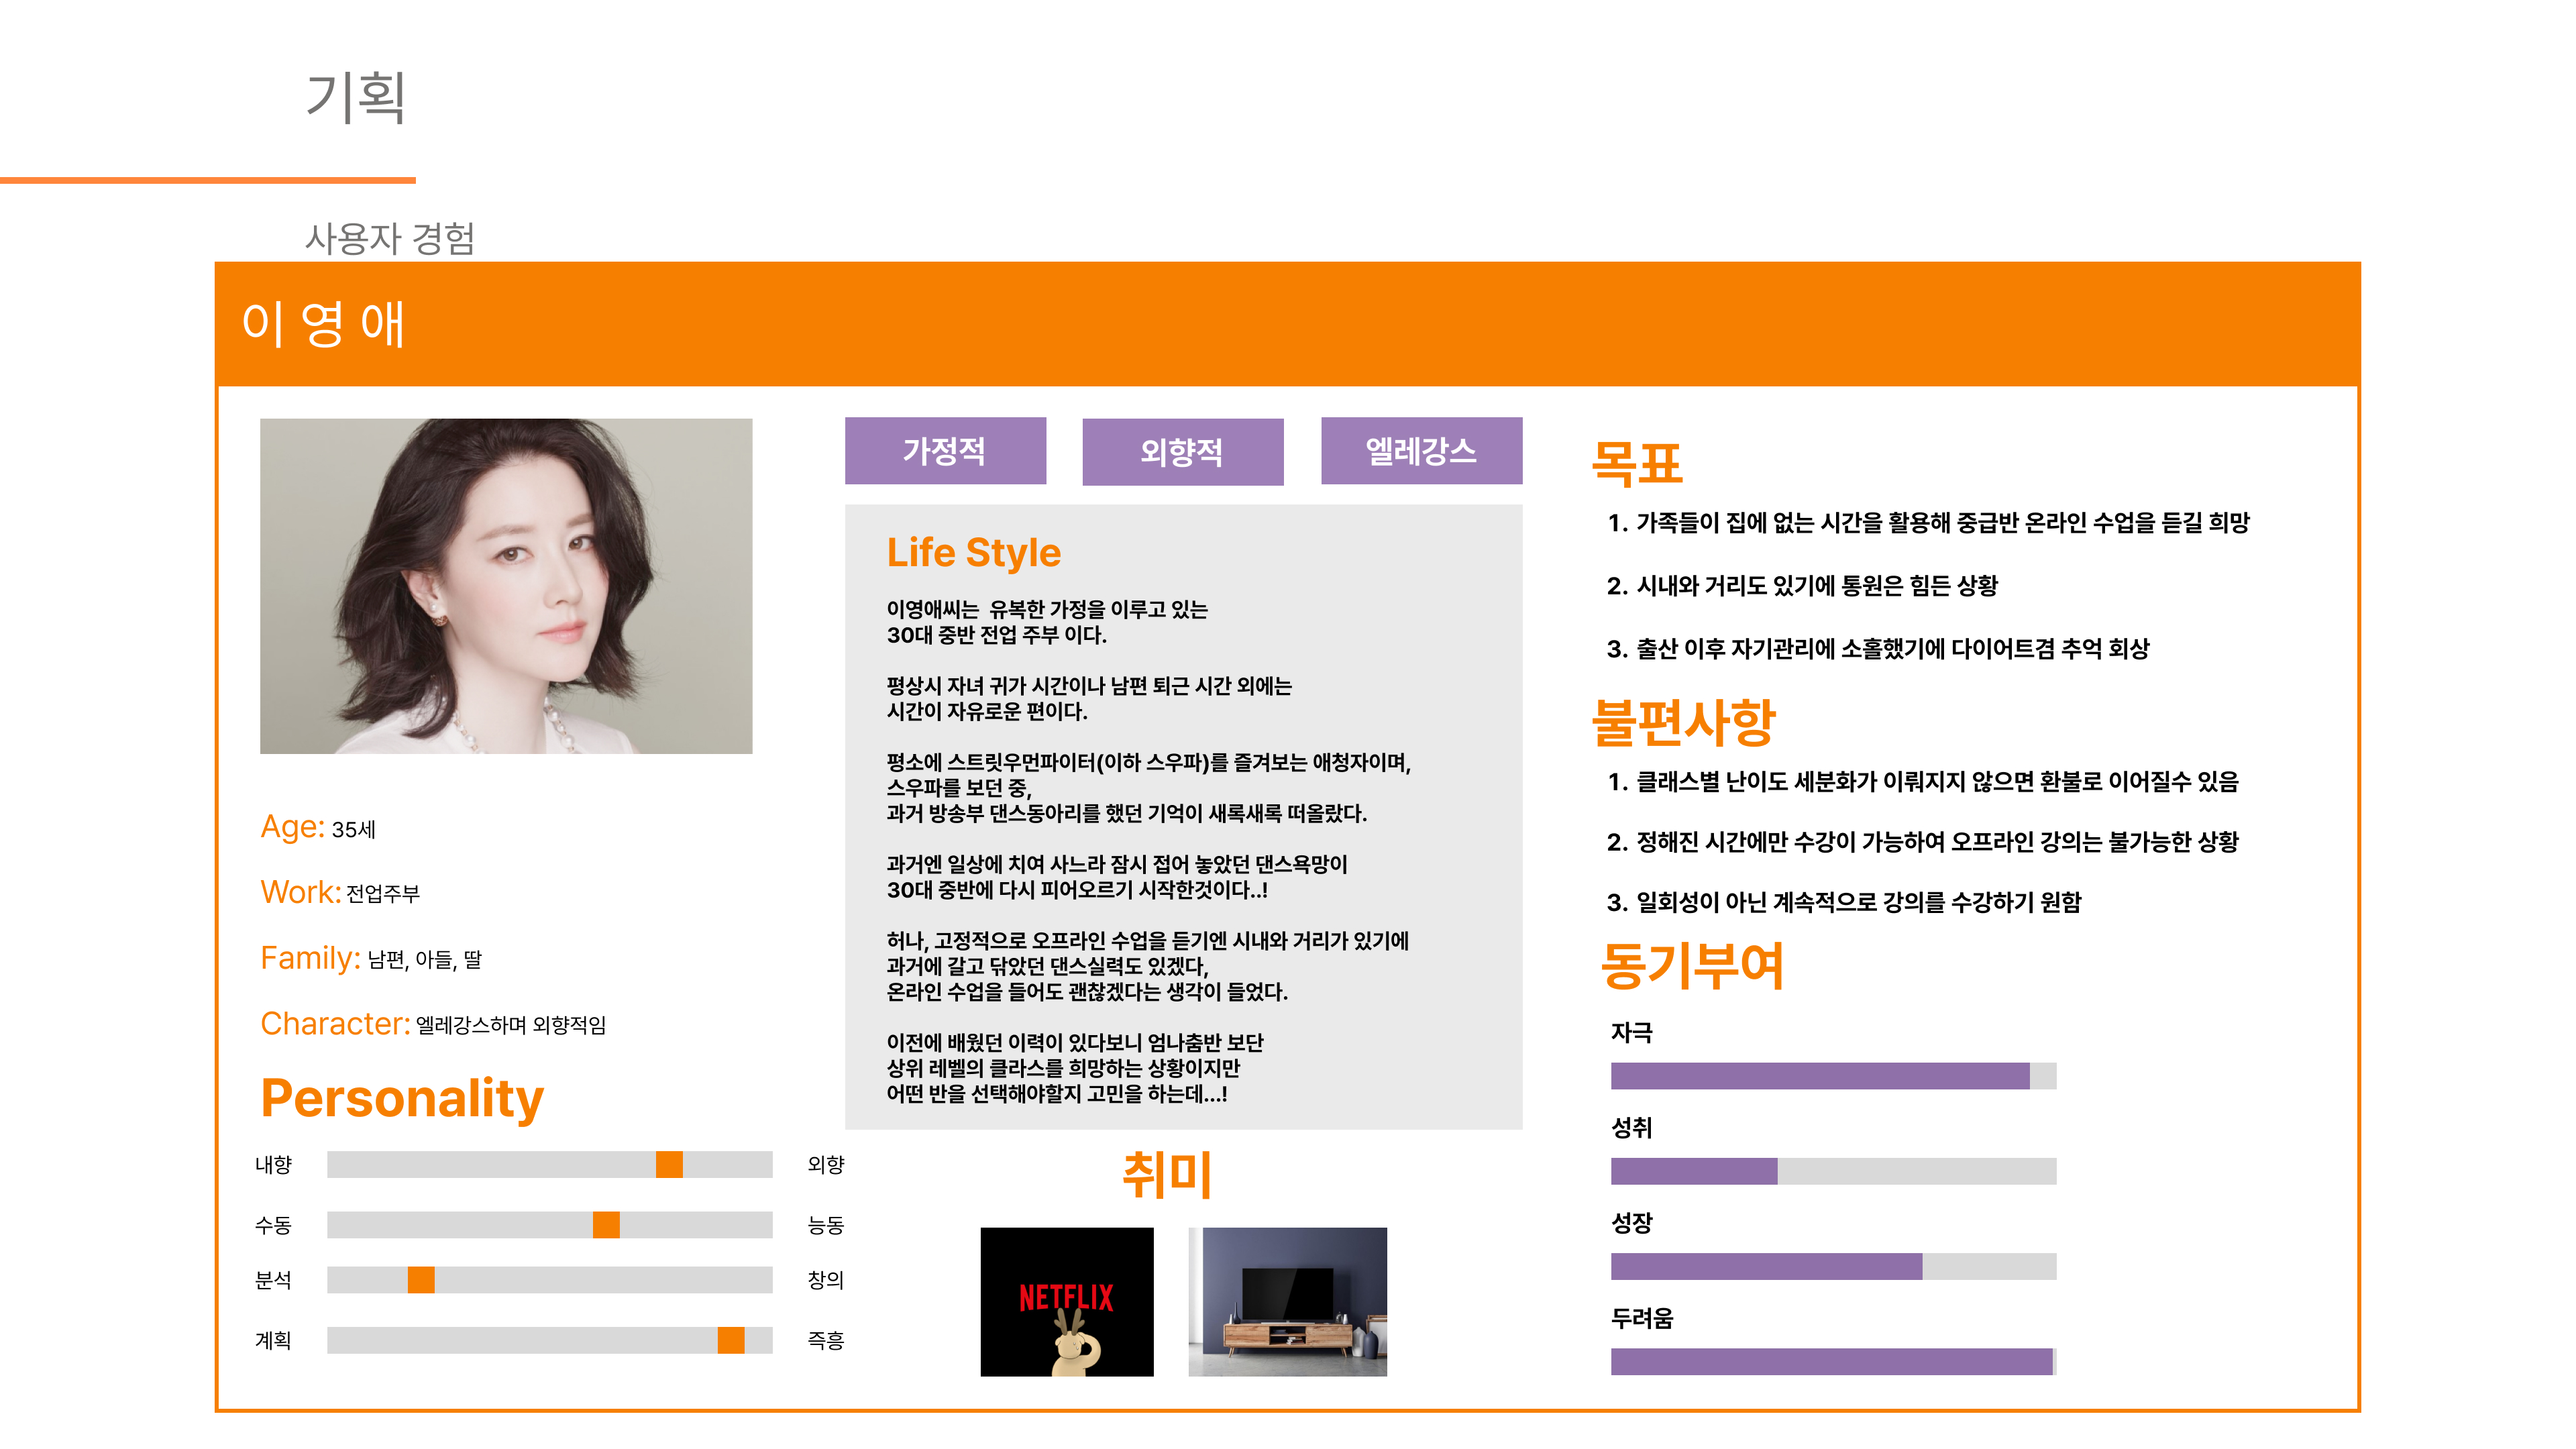 기획
사용자 경험
이 영 애
Age: 35세
Work: 전업주부
Family: 남편, 아들, 딸
Character: 엘레강스하며 외향적임
Personality
내향 외향
수동 능동
분석 창의
계획 즉흥
가정적 외향적 엘레강스
Life Style
이영애씨는 유복한 가정을 이루고 있는
30대 중반 전업 주부 이다.
평상시 자녀 귀가 시간이나 남편 퇴근 시간 외에는
시간이 자유로운 편이다.
평소에 스트릿우먼파이터(이하 스우파)를 즐겨보는 애청자이며,
스우파를 보던 중,
과거 방송부 댄스동아리를 했던 기억이 새록새록 떠올랐다.
과거엔 일상에 치여 사느라 잠시 접어 놓았던 댄스욕망이
30대 중반에 다시 피어오르기 시작한것이다..!
허나, 고정적으로 오프라인 수업을 듣기엔 시내와 거리가 있기에
과거에 갈고 닦았던 댄스실력도 있겠다,
온라인 수업을 들어도 괜찮겠다는 생각이 들었다.
이전에 배웠던 이력이 있다보니 엄나춤반 보단
상위 레벨의 클라스를 희망하는 상황이지만
어떤 반을 선택해야할지 고민을 하는데...!
취미
NETFLIX
목표
1. 가족들이 집에 없는 시간을 활용해 중급반 온라인 수업을 듣길 희망
2. 시내와 거리도 있기에 통원은 힘든 상황
3. 출산 이후 자기관리에 소홀했기에 다이어트겸 추억 회상
불편사항
1. 클래스별 난이도 세분화가 이뤄지지 않으면 환불로 이어질수 있음
2. 정해진 시간에만 수강이 가능하여 오프라인 강의는 불가능한 상황
3. 일회성이 아닌 계속적으로 강의를 수강하기 원함
동기부여
자극
성취
성장
두려움